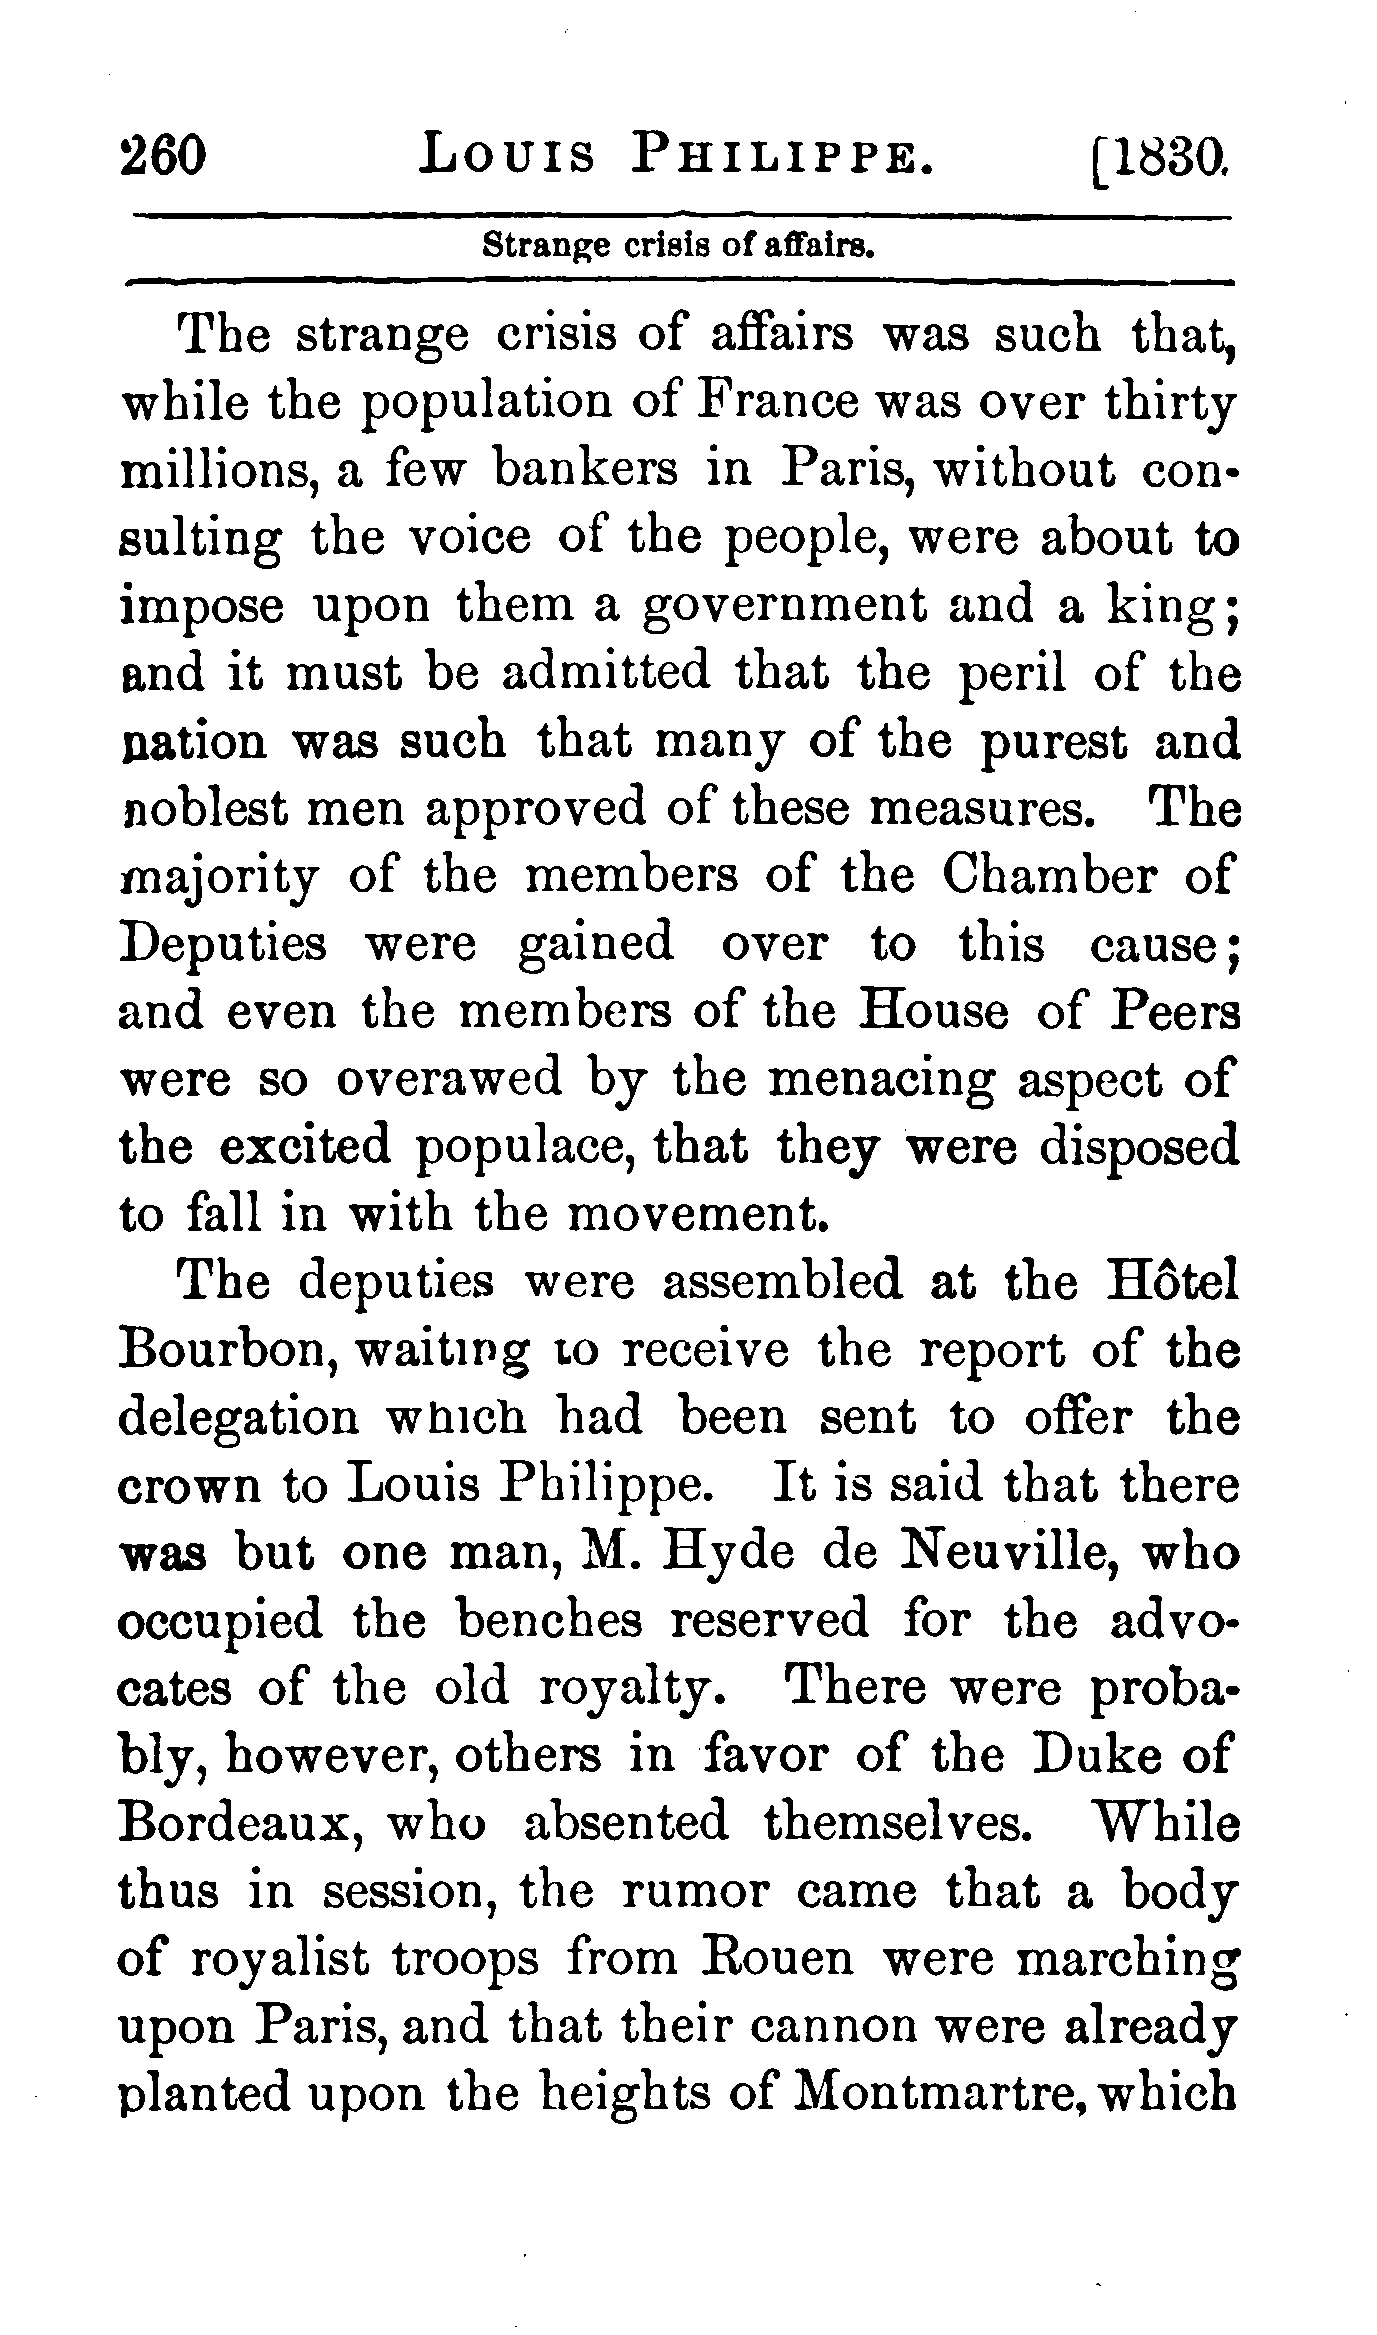 260 LOUIS PHILIPPE. [1830.
Strange crisis of affairs.
The strange crisis of affairs was such that,
while the population of France was over thirty
millions, a few bankers in Paris, without con-
sulting the voice of the people, were about to
impose upon them a government and a king;
and it must be admitted that the peril of the
nation was such that many of the purest and
noblest men approved of these measures. The
majority of the members of the Chamber of
Deputies were gained over to this cause;
and even the members of the House of Peers
were so overawed by the menacing aspect of
the excited populace, that they were disposed
to fall in with the movement.
The deputies were assembled at the Hôtel
Bourbon, waiting to receive the report of the
delegation which had been sent to offer the
crown to Louis Philippe. It is said that there
was but one man, M. Hyde de Neuville, who
occupied the benches reserved for the advo-
cates of the old royalty. There were proba-
bly, however, others in favor of the Duke of
Bordeaux, who absented themselves. While
thus in session, the rumor came that a body
of royalist troops from Rouen were marching
upon Paris, and that their cannon were already
planted upon the heights of Montmartre, which